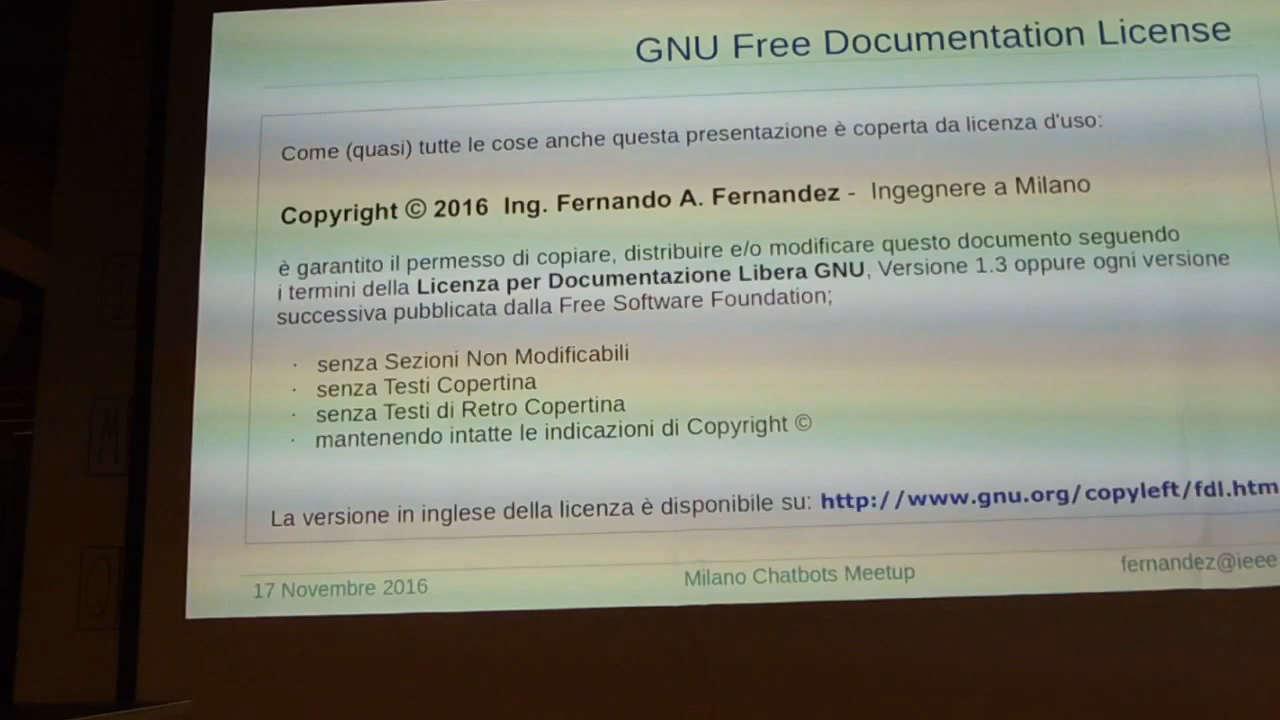 GNU Free Documentation License
Come (quasi) tutte le cose anche questa presentazione è coperta da licenza d'uso:
Copyright © 2016 Ing. Fernando A. Fernandez - Ingegnere a Milano
è garantito il permesso di copiare, distribuire e/o modificare questo documento seguendo
i termini della Licenza per Documentazione Libera GNU, Versione 1.3 oppure ogni versione
successiva pubblicata dalla Free Software Foundation;
· senza Sezioni Non Modificabili
· senza Testi Copertina
· senza Testi di Retro Copertina
· mantenendo intatte le indicazioni di Copyright ©
La versione in inglese della licenza è disponibile su: http://www.gnu.org/copyleft/fdl.htm
17 Novembre 2016 Milano Chatbots Meetup fernandez@ieee
M
Q